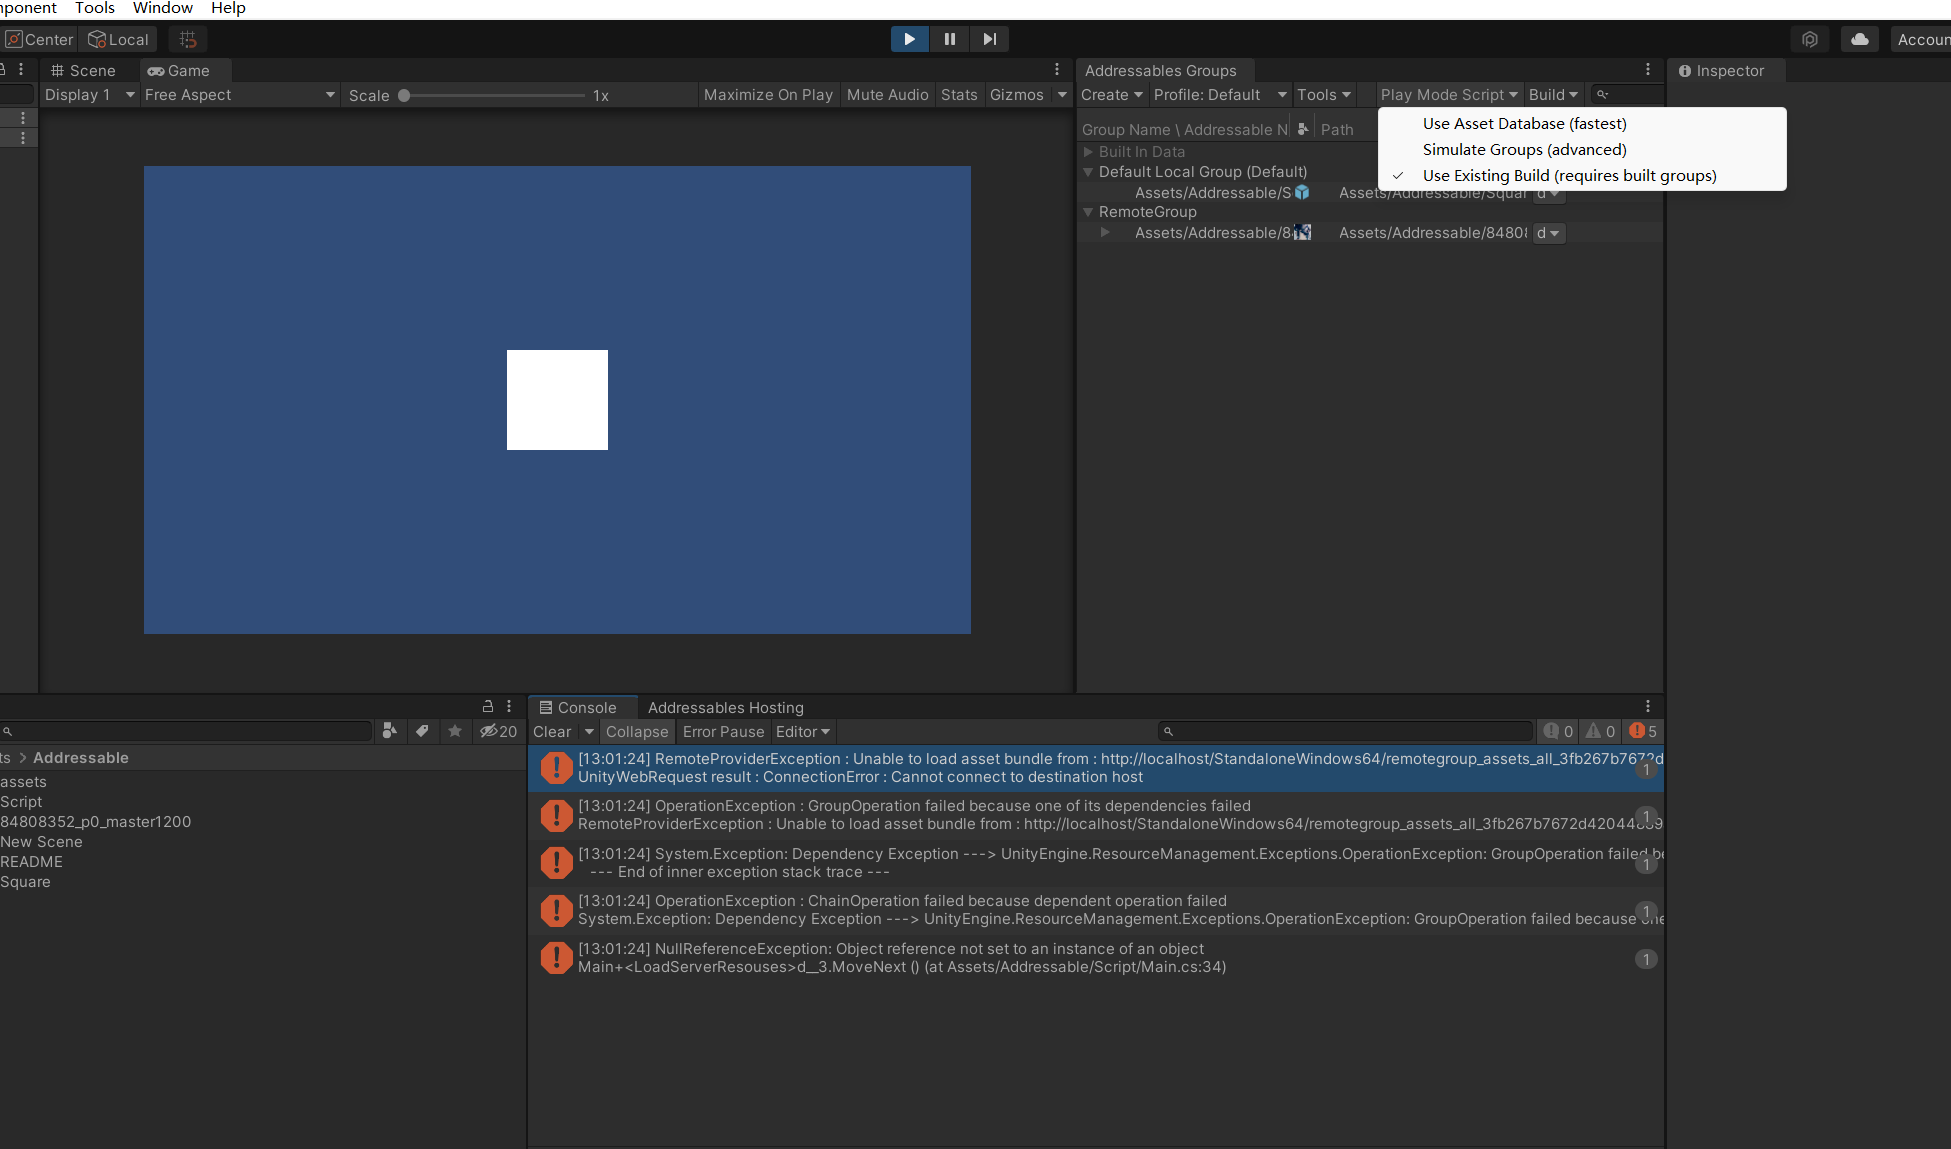 mponent Tools Window Help
Center Local Accoun
Scene Game Addressables Groups Inspector
Display 1 Free Aspect Scale 1x Maximize On Play Mute Audio Stats Gizmos Create Profile: Default Tools Play Mode Script Build
Group Name \ Addressable N Path
Use Asset Database (fastest)
Simulate Groups (advanced)
Use Existing Build (requires built groups)
Built In Data
Default Local Group (Default)
Assets/Addressable/S Assets/Addressable/Squar d
RemoteGroup
Assets/Addressable/84 Assets/Addressable/8480 d
Console Addressables Hosting
20 Clear Collapse Error Pause Editor 0 0 5
ts > Addressable
assets
Script
84808352_p0_master1200
New Scene
README
Square
[13:01:24] RemoteProviderException : Unable to load asset bundle from : http://localhost/StandaloneWindows64/remotegroup_assets_all_3fb267b7672d
UnityWebRequest result : ConnectionError : Cannot connect to destination host
1
[13:01:24] OperationException : GroupOperation failed because one of its dependencies failed
RemoteProviderException : Unable to load asset bundle from : http://localhost/StandaloneWindows64/remotegroup_assets_all_3fb267b7672d42044
1
[13:01:24] System.Exception: Dependency Exception ---> UnityEngine.ResourceManagement.Exceptions.OperationException: GroupOperation failed be
--- End of inner exception stack trace ---
1
[13:01:24] OperationException : ChainOperation failed because dependent operation failed
System.Exception: Dependency Exception ---> UnityEngine.ResourceManagement.Exceptions.OperationException: GroupOperation failed because one
1
[13:01:24] NullReferenceException: Object reference not set to an instance of an object
Main+<LoadServerResouses>d__3.MoveNext () (at Assets/Addressable/Script/Main.cs:34)
1